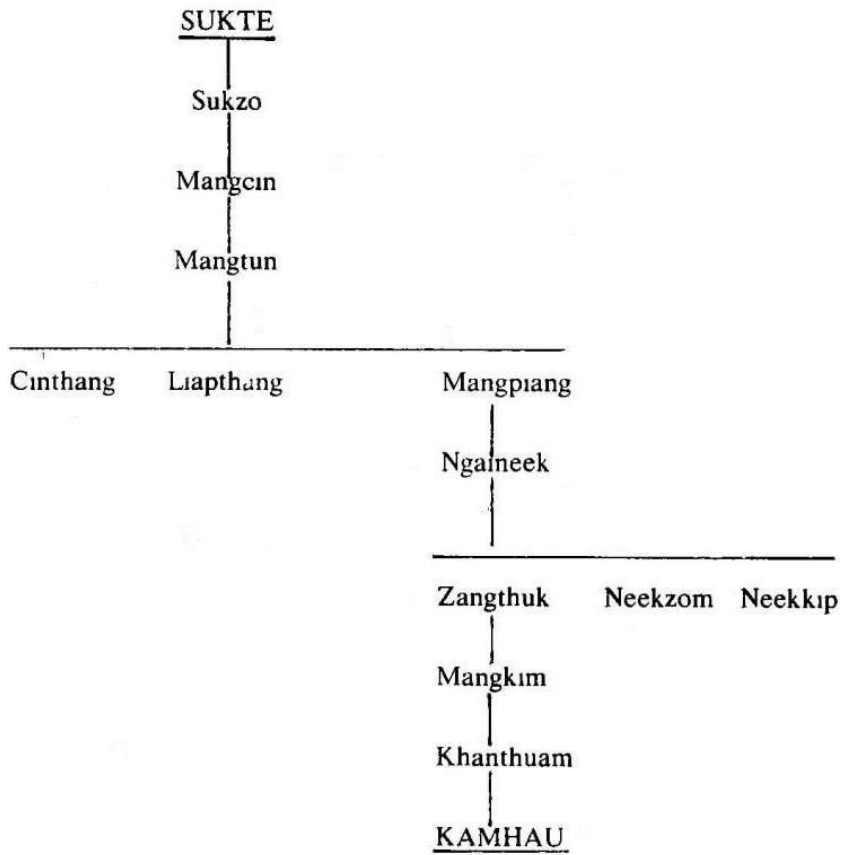 SUKTE
Sukzo
Mangcin
Mangtun
Cinthang Liapthang Mangpiang
Ngaineek
Zangthuk Neekzom Neekkip
Mangkim
Khanthuam
KAMHAU